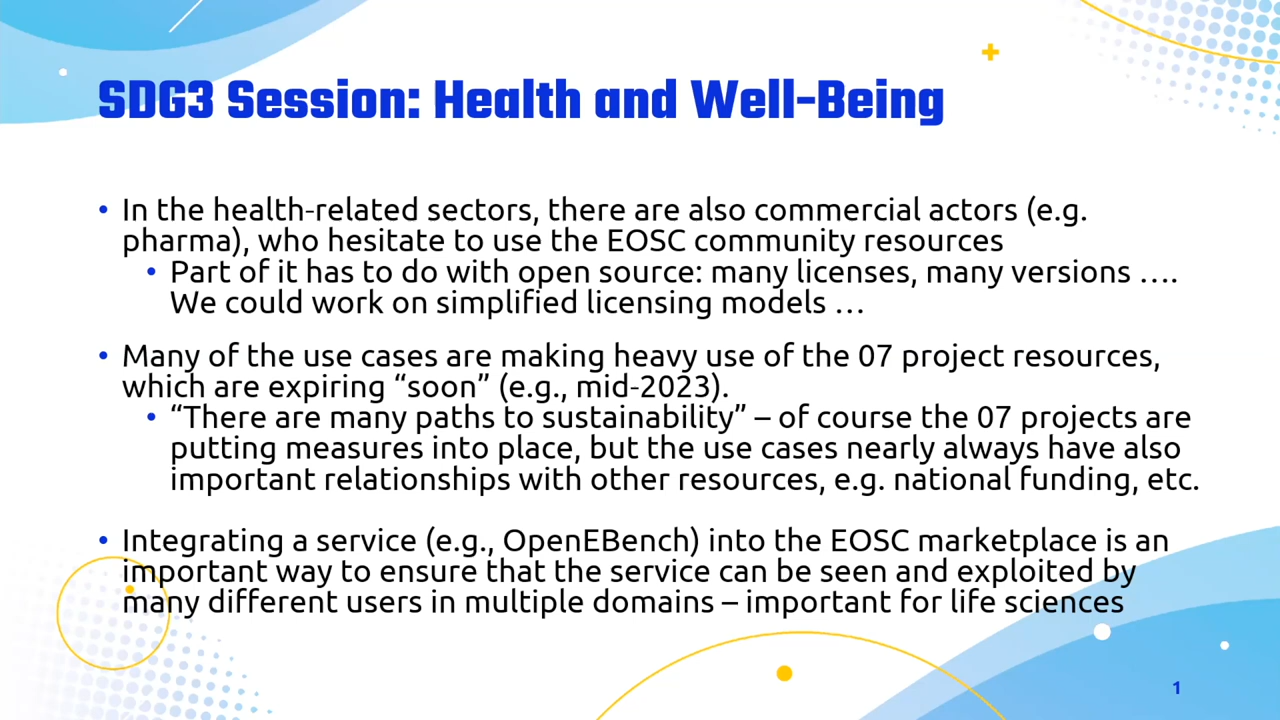 SDG3 Session: Health and Well-Being
• In the health-related sectors, there are also commercial actors (e.g.
pharma), who hesitate to use the EOSC community resources
• Part of it has to do with open source: many licenses, many versions ….
We could work on simplified licensing models …
• Many of the use cases are making heavy use of the 07 project resources,
which are expiring “soon” (e.g., mid-2023).
• “There are many paths to sustainability” – of course the 07 projects are
putting measures into place, but the use cases nearly always have also
important relationships with other resources, e.g. national funding, etc.
• Integrating a service (e.g., OpenEBench) into the EOSC marketplace is an
important way to ensure that the service can be seen and exploited by
many different users in multiple domains – important for life sciences
1